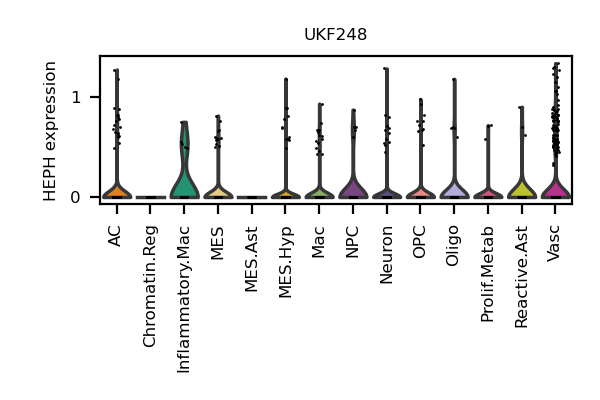 UKF248
HEPH expression
1
0
AC
Chromatin.Reg
Inflammatory.Mac
MES
MES.Ast
MES.Hyp
Mac
NPC
Neuron
OPC
Oligo
Prolif.Metab
Reactive.Ast
Vasc